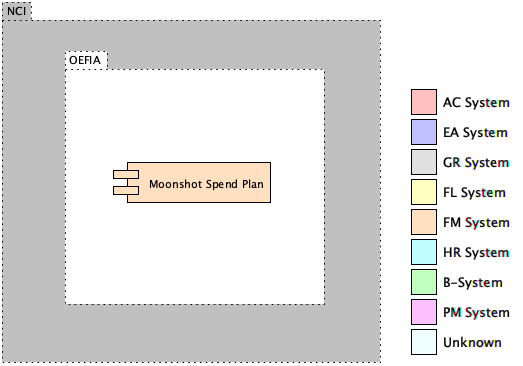 NCI
OEFIA
Moonshot Spend Plan
AC System
EA System
GR System
FL System
FM System
HR System
B-System
PM System
Unknown